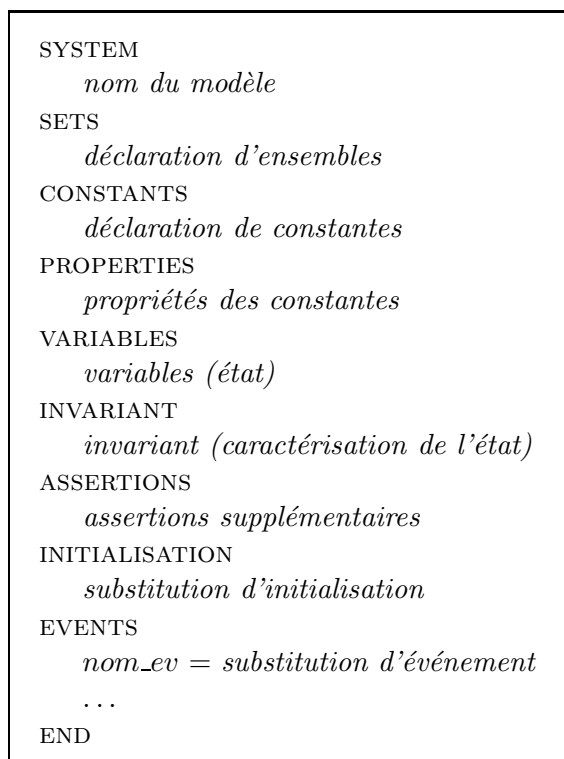 SYSTEM
nom du modèle
SETS
déclaration d'ensembles
CONSTANTS
déclaration de constantes
PROPERTIES
propriétés des constantes
VARIABLES
variables (état)
INVARIANT
invariant (caractérisation de l'état)
ASSERTIONS
assertions supplémentaires
INITIALISATION
substitution d'initialisation
EVENTS
nom_ev = substitution d'événement
...
END